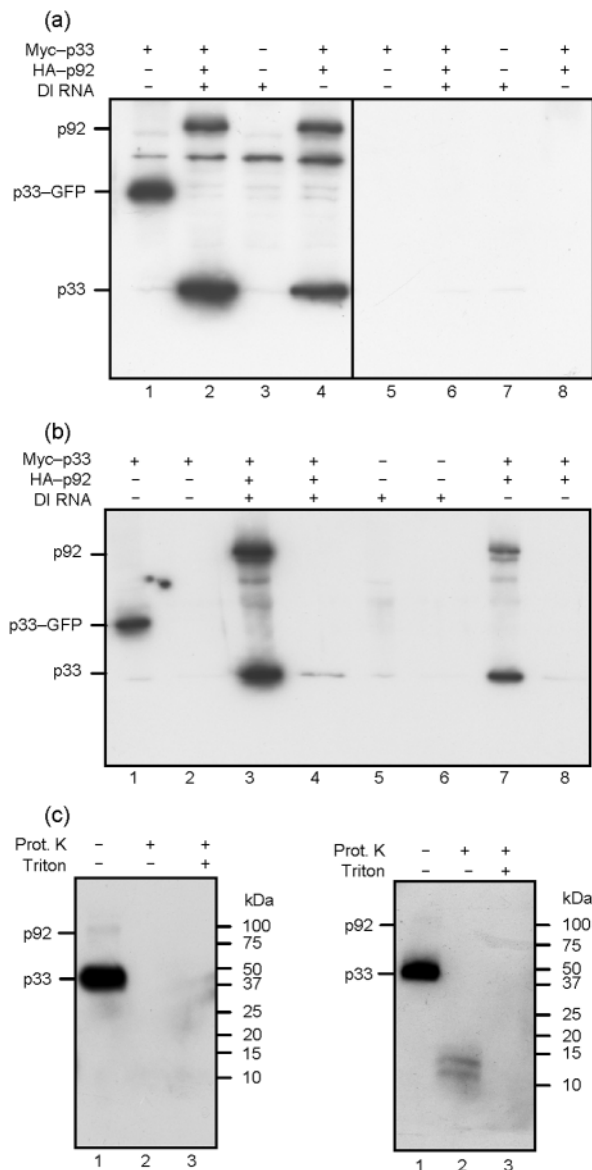 (a)
Myc–p33 + + – + + + – +
HA–p92 – + – + – + – +
DI RNA – + + – – + + –
p92
p33–GFP
p33
1 2 3 4 5 6 7 8
(b)
Myc–p33 + + + + – – + +
HA–p92 – – + + – – + +
DI RNA – – + + + + – –
p92
p33–GFP
p33
1 2 3 4 5 6 7 8
(c)
Prot. K – + +
Triton – – +
kDa
p92
p33
100
75
50
37
25
20
15
10
1 2 3
Prot. K – + +
Triton – – +
kDa
p92
p33
100
75
50
37
25
20
15
10
1 2 3